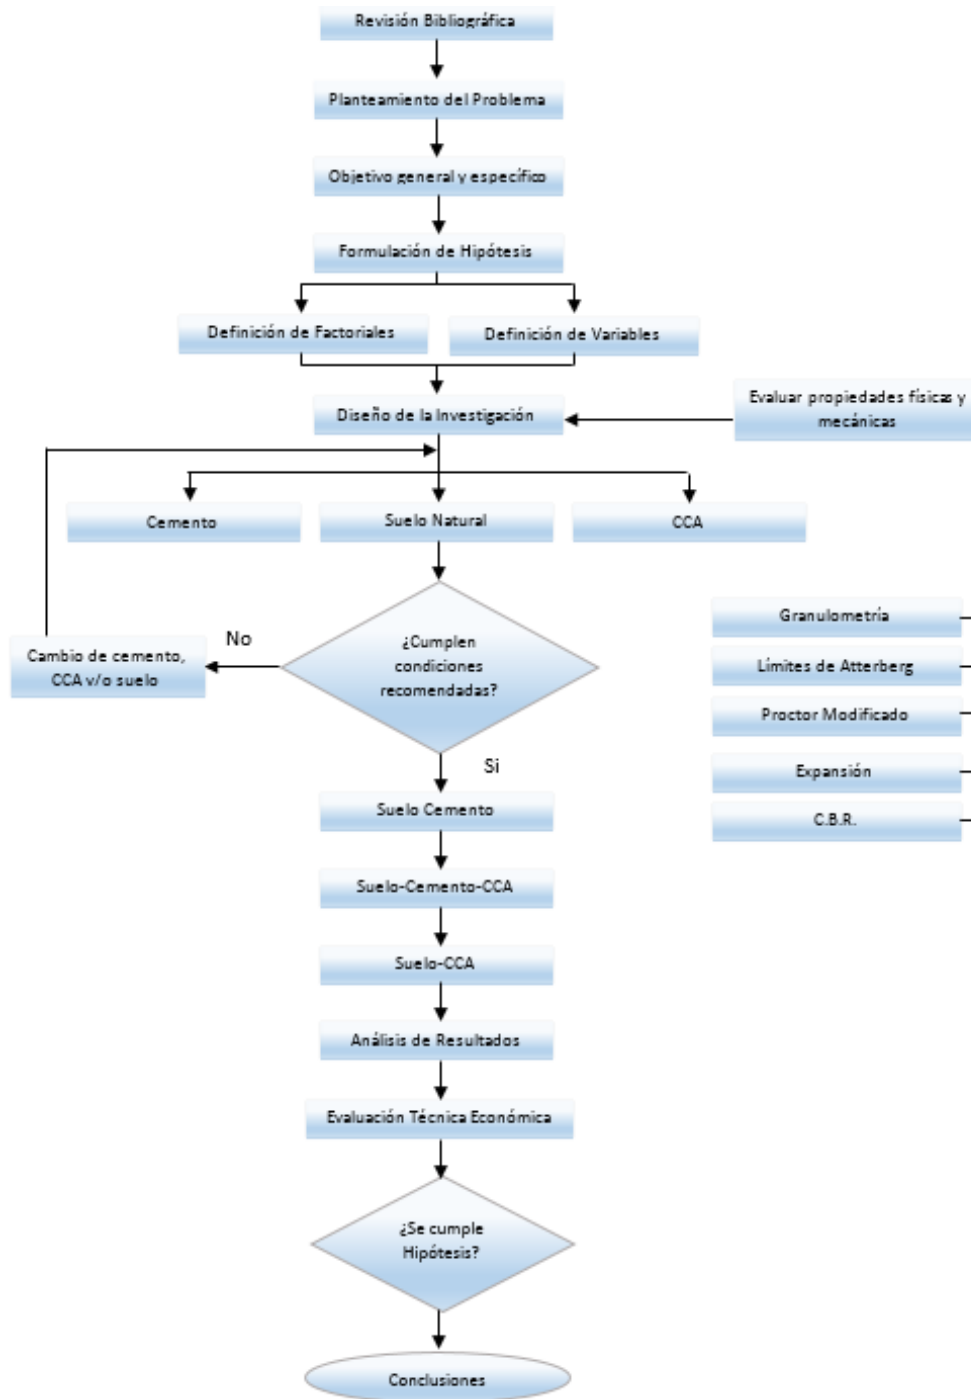 Revisión Bibliográfica
Planteamiento del Problema
Objetivo general y específico
Formulación de Hipótesis
Definición de Factoriales
Definición de Variables
Diseño de la Investigación
Evaluar propiedades físicas y
mecánicas
Cemento
Suelo Natural
CCA
¿Cumplen
condiciones
recomendadas?
No
Cambio de cemento,
CCA y/o suelo
Si
Granulometría
Límites de Atterberg
Proctor Modificado
Expansión
C.B.R.
Suelo Cemento
Suelo-Cemento-CCA
Suelo-CCA
Análisis de Resultados
Evaluación Técnica Económica
¿Se cumple
Hipótesis?
Conclusiones